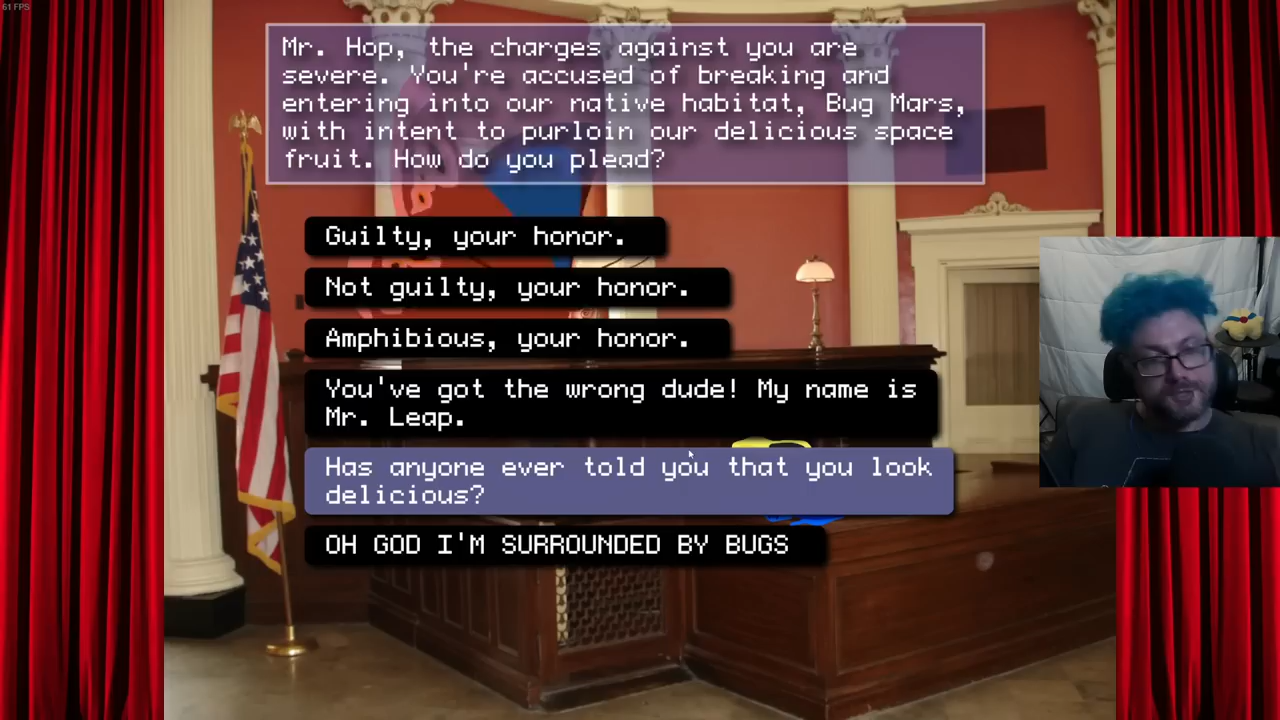 61 FPS
Mr. Hop, the charges against you are
severe. You're accused of breaking and
entering into our native habitat, Bug Mars,
with intent to purloin our delicious space
fruit. How do you plead?
Guilty, your honor.
Not guilty, your honor.
Amphibious, your honor.
You've got the wrong dude! My name is
Mr. Leap.
Has anyone ever told you that you look
delicious?
OH GOD I'M SURROUNDED BY BUGS